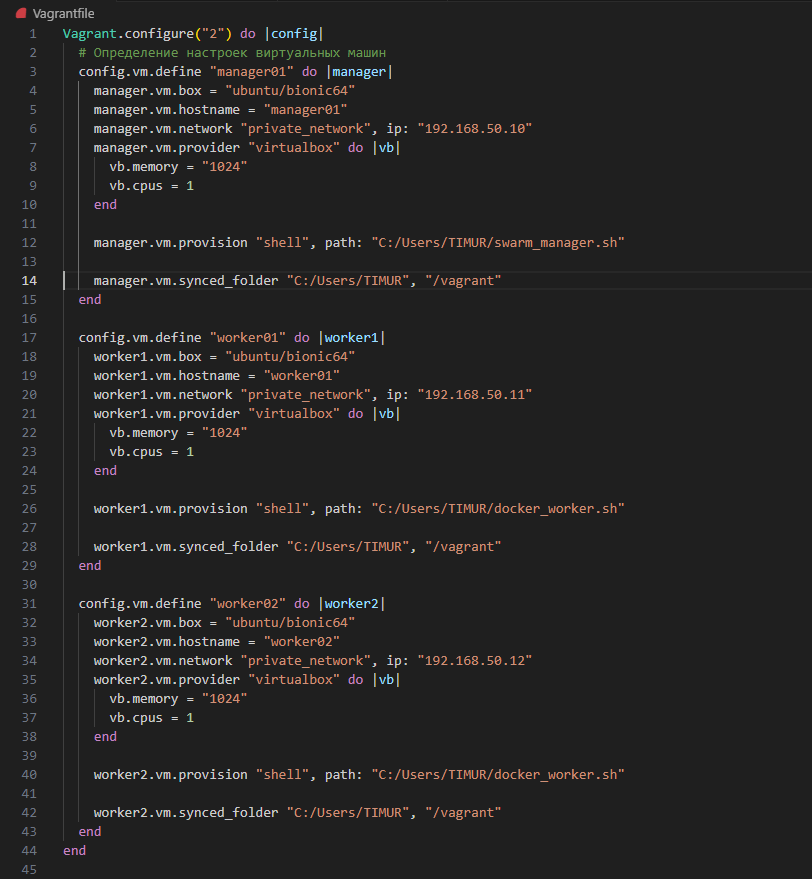 Vagrantfile
1 Vagrant.configure("2") do |config|
2 # Определение настроек виртуальных машин
3 config.vm.define "manager01" do |manager|
4 manager.vm.box = "ubuntu/bionic64"
5 manager.vm.hostname = "manager01"
6 manager.vm.network "private_network", ip: "192.168.50.10"
7 manager.vm.provider "virtualbox" do |vb|
8 vb.memory = "1024"
9 vb.cpus = 1
10 end
11
12 manager.vm.provision "shell", path: "C:/Users/TIMUR/swarm_manager.sh"
13
14 manager.vm.synced_folder "C:/Users/TIMUR", "/vagrant"
15 end
16
17 config.vm.define "worker01" do |worker1|
18 worker1.vm.box = "ubuntu/bionic64"
19 worker1.vm.hostname = "worker01"
20 worker1.vm.network "private_network", ip: "192.168.50.11"
21 worker1.vm.provider "virtualbox" do |vb|
22 vb.memory = "1024"
23 vb.cpus = 1
24 end
25
26 worker1.vm.provision "shell", path: "C:/Users/TIMUR/docker_worker.sh"
27
28 worker1.vm.synced_folder "C:/Users/TIMUR", "/vagrant"
29 end
30
31 config.vm.define "worker02" do |worker2|
32 worker2.vm.box = "ubuntu/bionic64"
33 worker2.vm.hostname = "worker02"
34 worker2.vm.network "private_network", ip: "192.168.50.12"
35 worker2.vm.provider "virtualbox" do |vb|
36 vb.memory = "1024"
37 vb.cpus = 1
38 end
39
40 worker2.vm.provision "shell", path: "C:/Users/TIMUR/docker_worker.sh"
41
42 worker2.vm.synced_folder "C:/Users/TIMUR", "/vagrant"
43 end
44 end
45